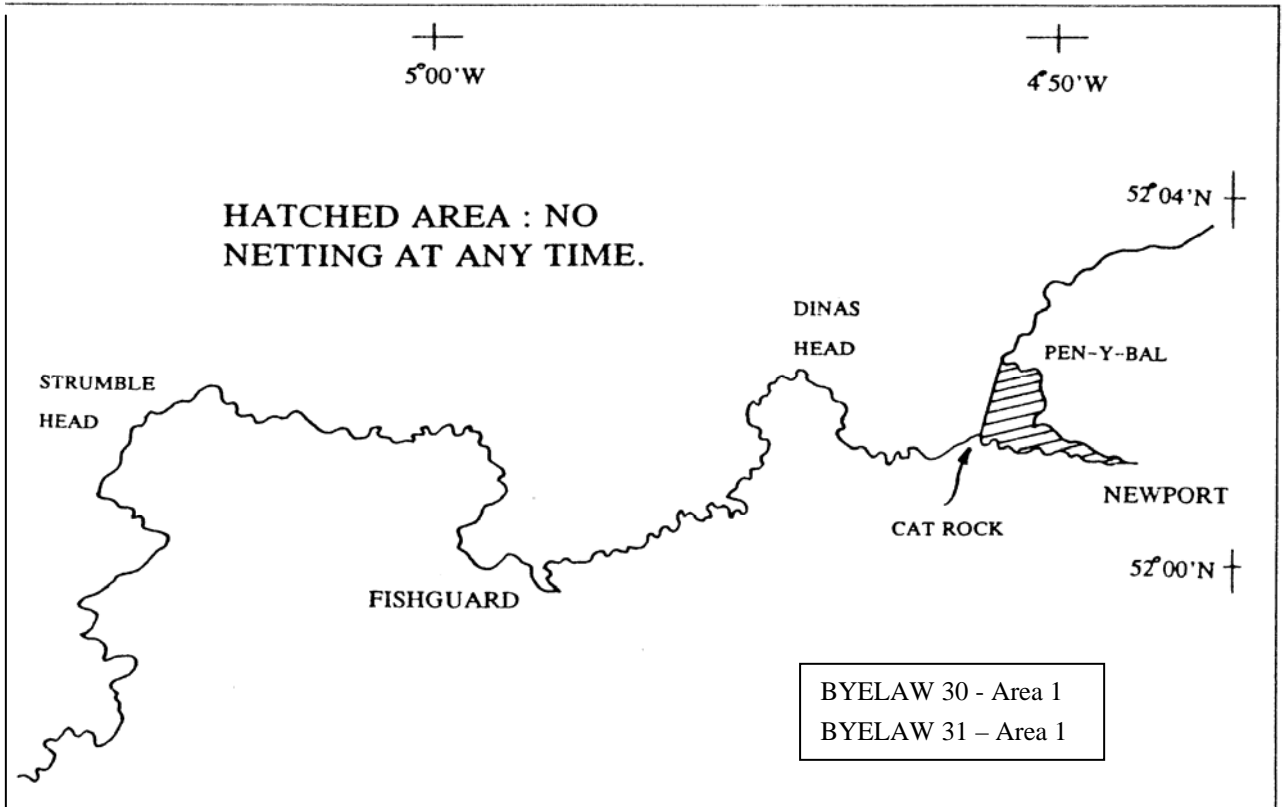 5°00'W
4°50'W
52°04'N
HATCHED AREA : NO
NETTING AT ANY TIME.
DINAS
HEAD
PEN-Y-BAL
STRUMBLE
HEAD
NEWPORT
CAT ROCK
52°00'N
FISHGUARD
BYELAW 30 - Area 1
BYELAW 31 – Area 1